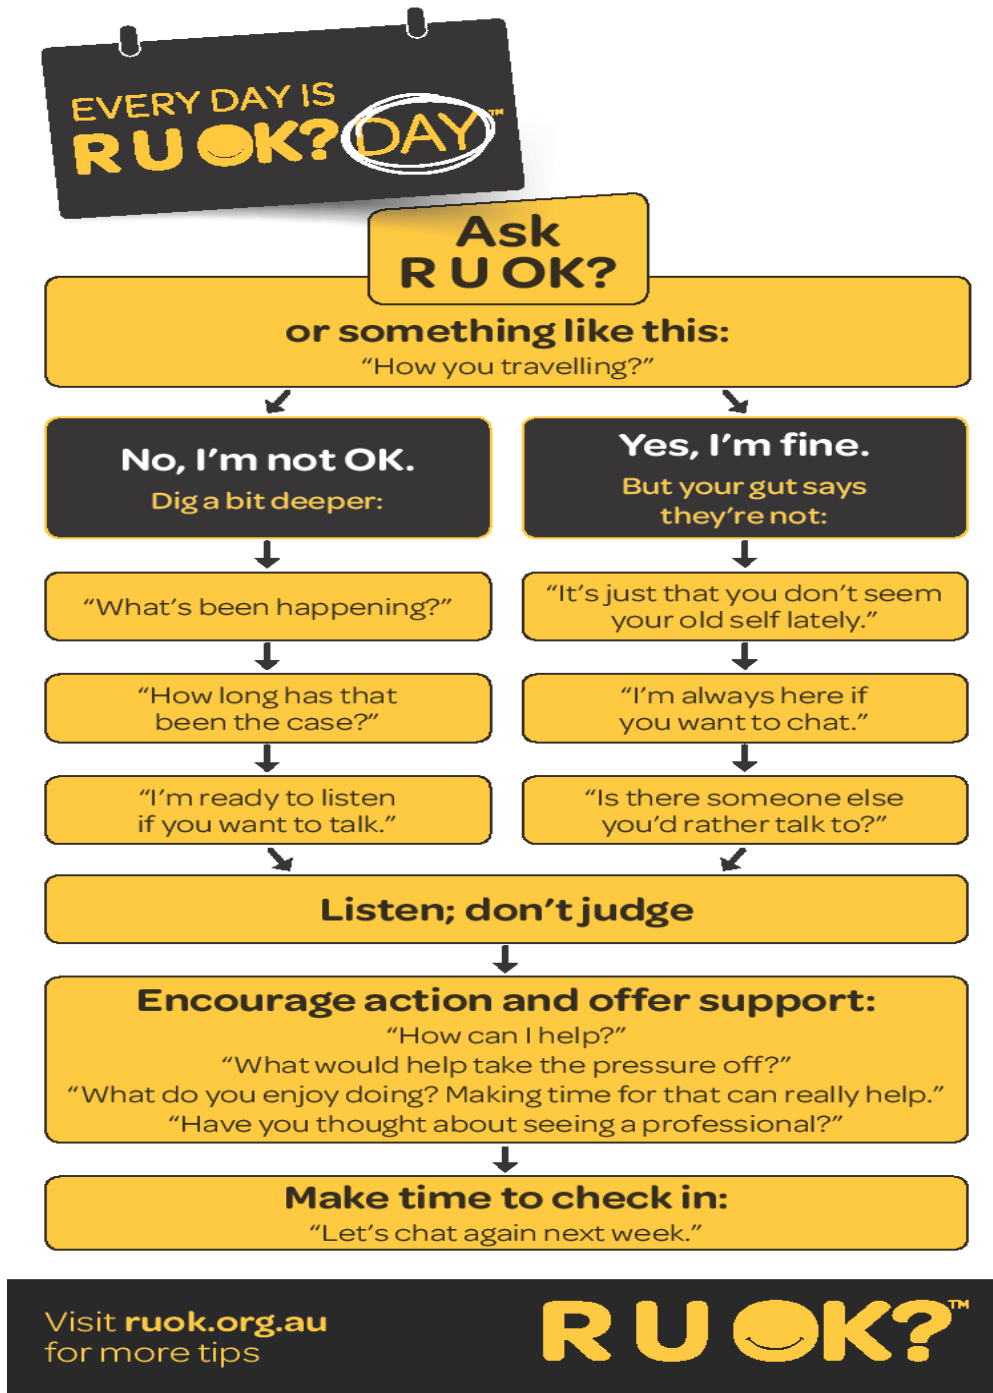 EVERY DAY IS
R U OK? DAY™
Ask
R U OK?
or something like this:
“How you travelling?”
No, I’m not OK.
Dig a bit deeper:
“What’s been happening?”
“How long has that
been the case?”
“I’m ready to listen
if you want to talk.”
Yes, I’m fine.
But your gut says
they’re not:
“It’s just that you don’t seem
your old self lately.”
“I’m always here if
you want to chat.”
“Is there someone else
you’d rather talk to?”
Listen; don’t judge
Encourage action and offer support:
“How can I help?”
“What would help take the pressure off?”
“What do you enjoy doing? Making time for that can really help.”
“Have you thought about seeing a professional?”
Make time to check in:
“Let’s chat again next week.”
Visit ruok.org.au
for more tips
R U OK?™